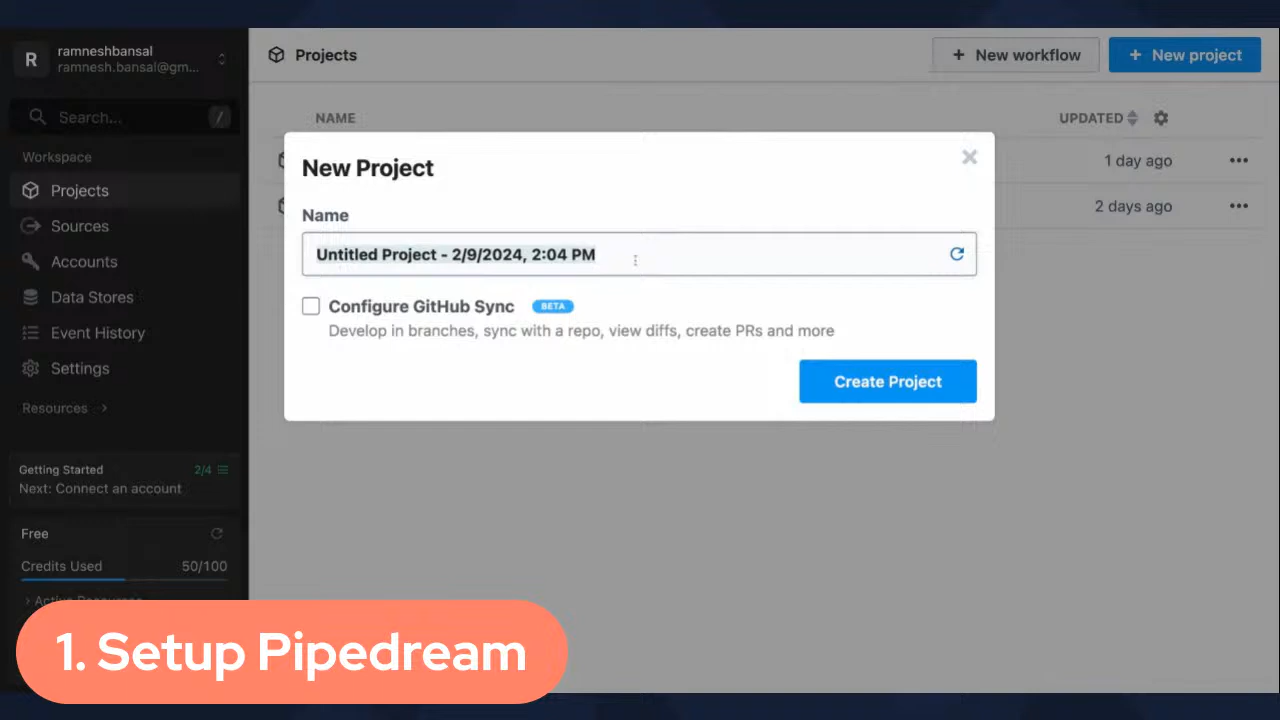 R
ramneshbansal
ramnesh.bansal@gm...
Search...
/
Workspace
Projects
Sources
Accounts
Data Stores
Event History
Settings
Resources
Getting Started
2/4
Next: Connect an account
Free
Credits Used
50/100
Active Resources
Projects
+ New workflow
+ New project
NAME
UPDATED
1 day ago
2 days ago
New Project
Name
Untitled Project - 2/9/2024, 2:04 PM
Configure GitHub Sync
BETA
Develop in branches, sync with a repo, view diffs, create PRs and more
Create Project
1. Setup Pipedream